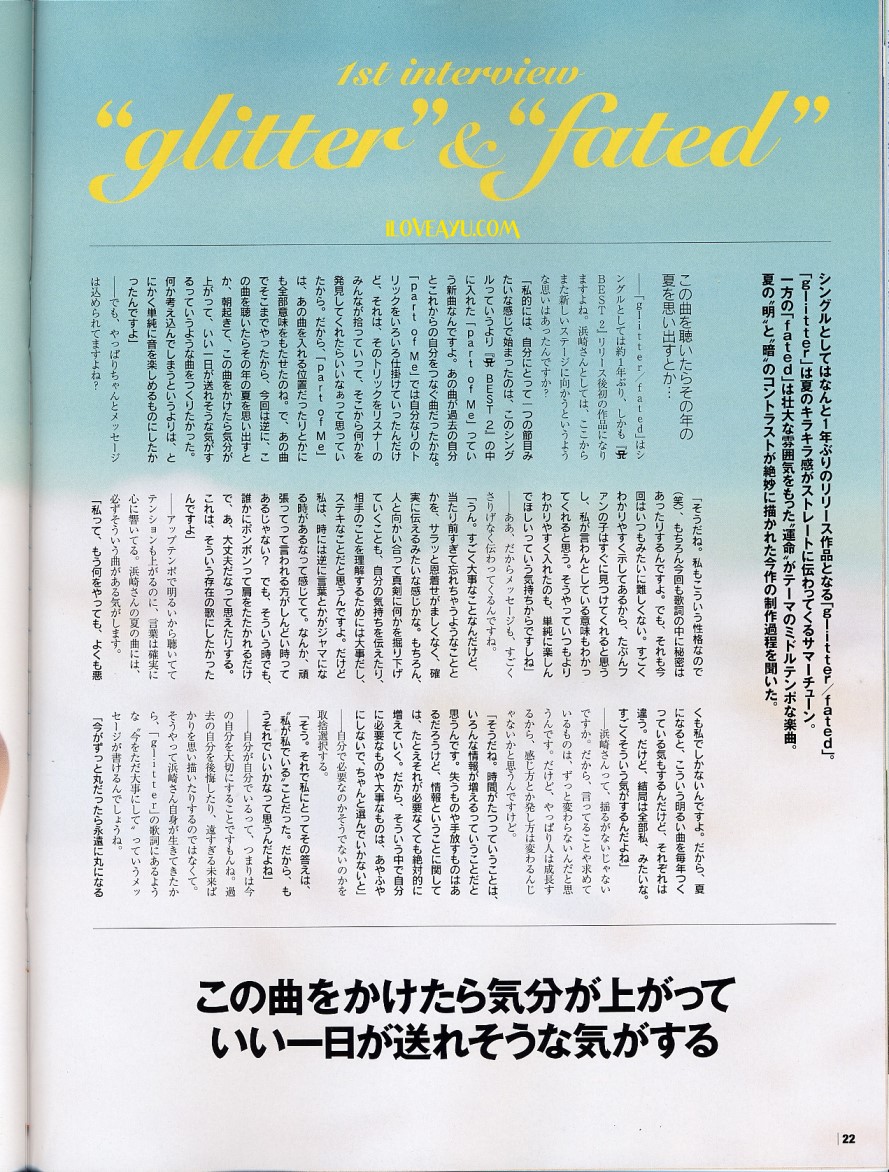 1st interview
“glitter”&“fated”
ILOVEAYU.COM
シングルとしてはなんと1年ぶりのリリース作品となる「glitter/fated」。
「glitter」は夏のキラキラ感がストレートに伝わってくるサマーチューン。
一方の「fated」は壮大な雰囲気をもった“運命”がテーマのミドルテンポな楽曲。
夏の“明”と“暗”のコントラストが絶妙に描かれた今作の制作過程を聞いた。
この曲を聴いたらその年の
夏を思い出すとか…
――「glitter/fated」はシ
ングルとしては約1年ぶり、しかも『
BEST 2』リリース後初の作品になり
ますよね。浜崎さんとしては、ここから
また新しいステージに向かうというよう
な思いはあったんですか?
「私的には、自分にとって一つの節目み
たいな感じで始まったのは、このシング
ルっていうより『 BEST 2』の中
に入れた「part of Me」ってい
う新曲なんですよ。あの曲が過去の自分
とこれからの自分をつなぐ曲だったかな。
「part of Me」では自分なりのト
リックをいろいろ仕掛けていったんだけ
ど、それは、そのトリックをリスナーの
みんなが拾っていって、そこから何かを
発見してくれたらいいなぁって思ってい
たから。だから、「part of Me」
は、あの曲を入れる位置だったりとかに
も全部意味をもたせたのね。で、あの曲
でそこまでやったから、今回は逆に、こ
の曲を聴いたらその年の夏を思い出すと
か、朝起きて、この曲をかけたら気分が
上がって、いい一日が送れそうな気がす
るっていうような曲をつくりたかった。
何か考え込んでしまうというよりは、と
にかく単純に音を楽しめるものにしたか
ったんですよ」
――でも、やっぱりちゃんとメッセージ
は込められてますよね?
「そうだね。私もこういう性格なので
(笑)、もちろん今回も歌詞の中に秘密は
あったりするんですよ。でも、それも今
回はいつもみたいに難しくない。すごく
わかりやすく示してあるから、たぶんフ
ァンの子はすぐに見つけてくれると思う
し、私が言わんとしている意味もわかっ
てくれると思う。そうやっていつもより
わかりやすく入れたのも、単純に楽しん
でほしいっていう気持ちからですしね」
――ああ、だからメッセージも、すごく
さりげなく伝わってくるんですね。
「うん。すごく大事なことなんだけど、
当たり前すぎて忘れちゃうようなことと
かを、サラッと恩着せがましくなく、確
実に伝えるみたいな感じかな。もちろん、
人と向かい合って真剣に何かを掘り下げ
ていくことも、自分の気持ちを伝えたり、
相手のことを理解するためには大事だし、
ステキなことだと思うんですよ。だけど
私は、時には逆に言葉とかがジャマにな
る時があるなって感じてて。なんか、頑
張ってって言われる方がしんどい時って
あるじゃない? でも、そういう時でも、
誰かにポンポンって肩をたたかれるだけ
で、あ、大丈夫だなって思えたりする。
これは、そういう存在の歌にしたかった
んですよ」
――アップテンポで明るいから聴いてて
テンションも上がるのに、言葉は確実に
心に響いてる。浜崎さんの夏の曲には、
必ずそういう曲がある気がします。
「私って、もう何をやっても、よくも悪
くも私でしかないんですよ。だから、夏
になると、こういう明るい曲を毎年つく
っている気もするんだけど、それぞれは
違う。だけど、結局は全部私、みたいな。
すごくそういう気がするんだよね」
――浜崎さんって、揺るがないじゃない
ですか。だから、言ってることや求めて
いるものは、ずっと変わらないんだと思
うんです。だけど、やっぱり人は成長す
るから、感じ方とか発し方は変わるんじ
ゃないかと思うんですけど。
「そうだね。時間がたつっていうことは、
いろんな情報が増えるっていうことだと
思うんです。失うものや手放すものはあ
るだろうけど、情報ということに関して
は、たとえそれが必要なくても絶対的に
増えていく。だから、そういう中で自分
に必要なものや大事なものは、あやふや
にしないで、ちゃんと選んでいかないと」
――自分で必要なのかそうでないのかを
取捨選択する。
「そう。それで私にとってその答えは、
“私が私でいる”ことだった。だから、も
うそれでいいかなって思うんだよね」
――自分が自分でいるって、つまりは今
の自分を大切にすることですもんね。過
去の自分を後悔したり、遠すぎる未来ば
かりを思い描いたりするのではなくて。
そうやって浜崎さん自身が生きてきたか
ら、「glitter」の歌詞にあるよう
な“今をただ大事にして”っていうメッ
セージが書けるんでしょうね。
「今がずっと丸だったら永遠に丸になる
この曲をかけたら気分が上がって
いい一日が送れそうな気がする
22